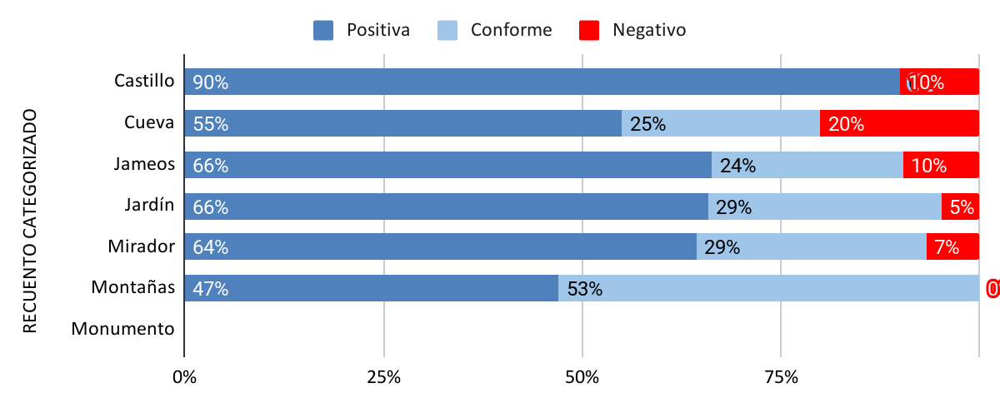 Positiva Conforme Negativo
RECUENTO CATEGORIZADO
Castillo 90% 10%
Cueva 55% 25% 20%
Jameos 66% 24% 10%
Jardín 66% 29% 5%
Mirador 64% 29% 7%
Montañas 47% 53%
Monumento
0% 25% 50% 75%